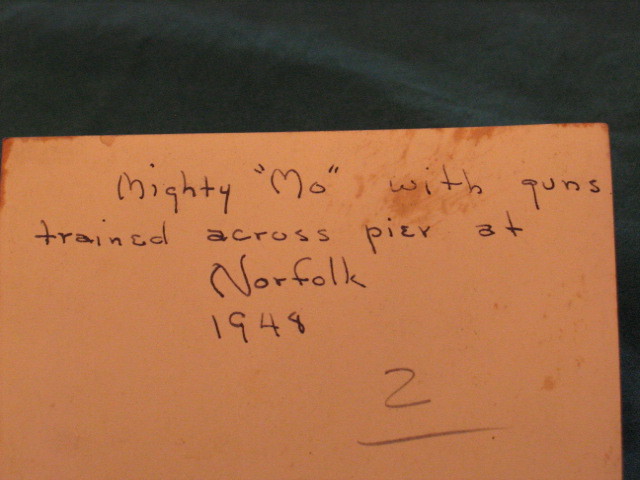 Mighty "Mo" with guns
trained across pier at
Norfolk
1948
2